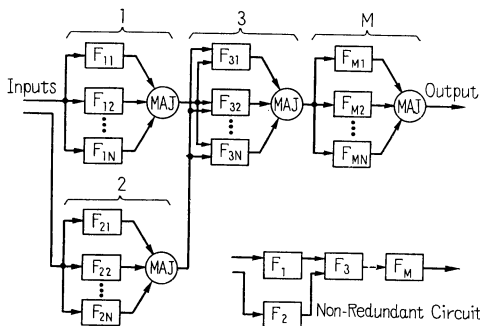 1
3
M
Inputs
F11
F12
F1N
MAJ
F31
F32
F3N
MAJ
FM1
FM2
FMN
MAJ
Output
2
F21
F22
F2N
MAJ
F1
F2
F3
FM
Non-Redundant Circuit